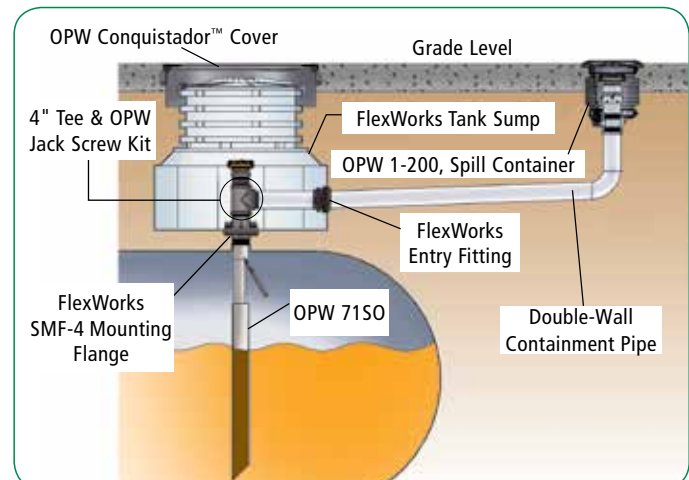 OPW Conquistador™ Cover
Grade Level
4" Tee & OPW
Jack Screw Kit
FlexWorks Tank Sump
OPW 1-200, Spill Container
FlexWorks
Entry Fitting
FlexWorks
SMF-4 Mounting
Flange
OPW 71SO
Double-Wall
Containment Pipe